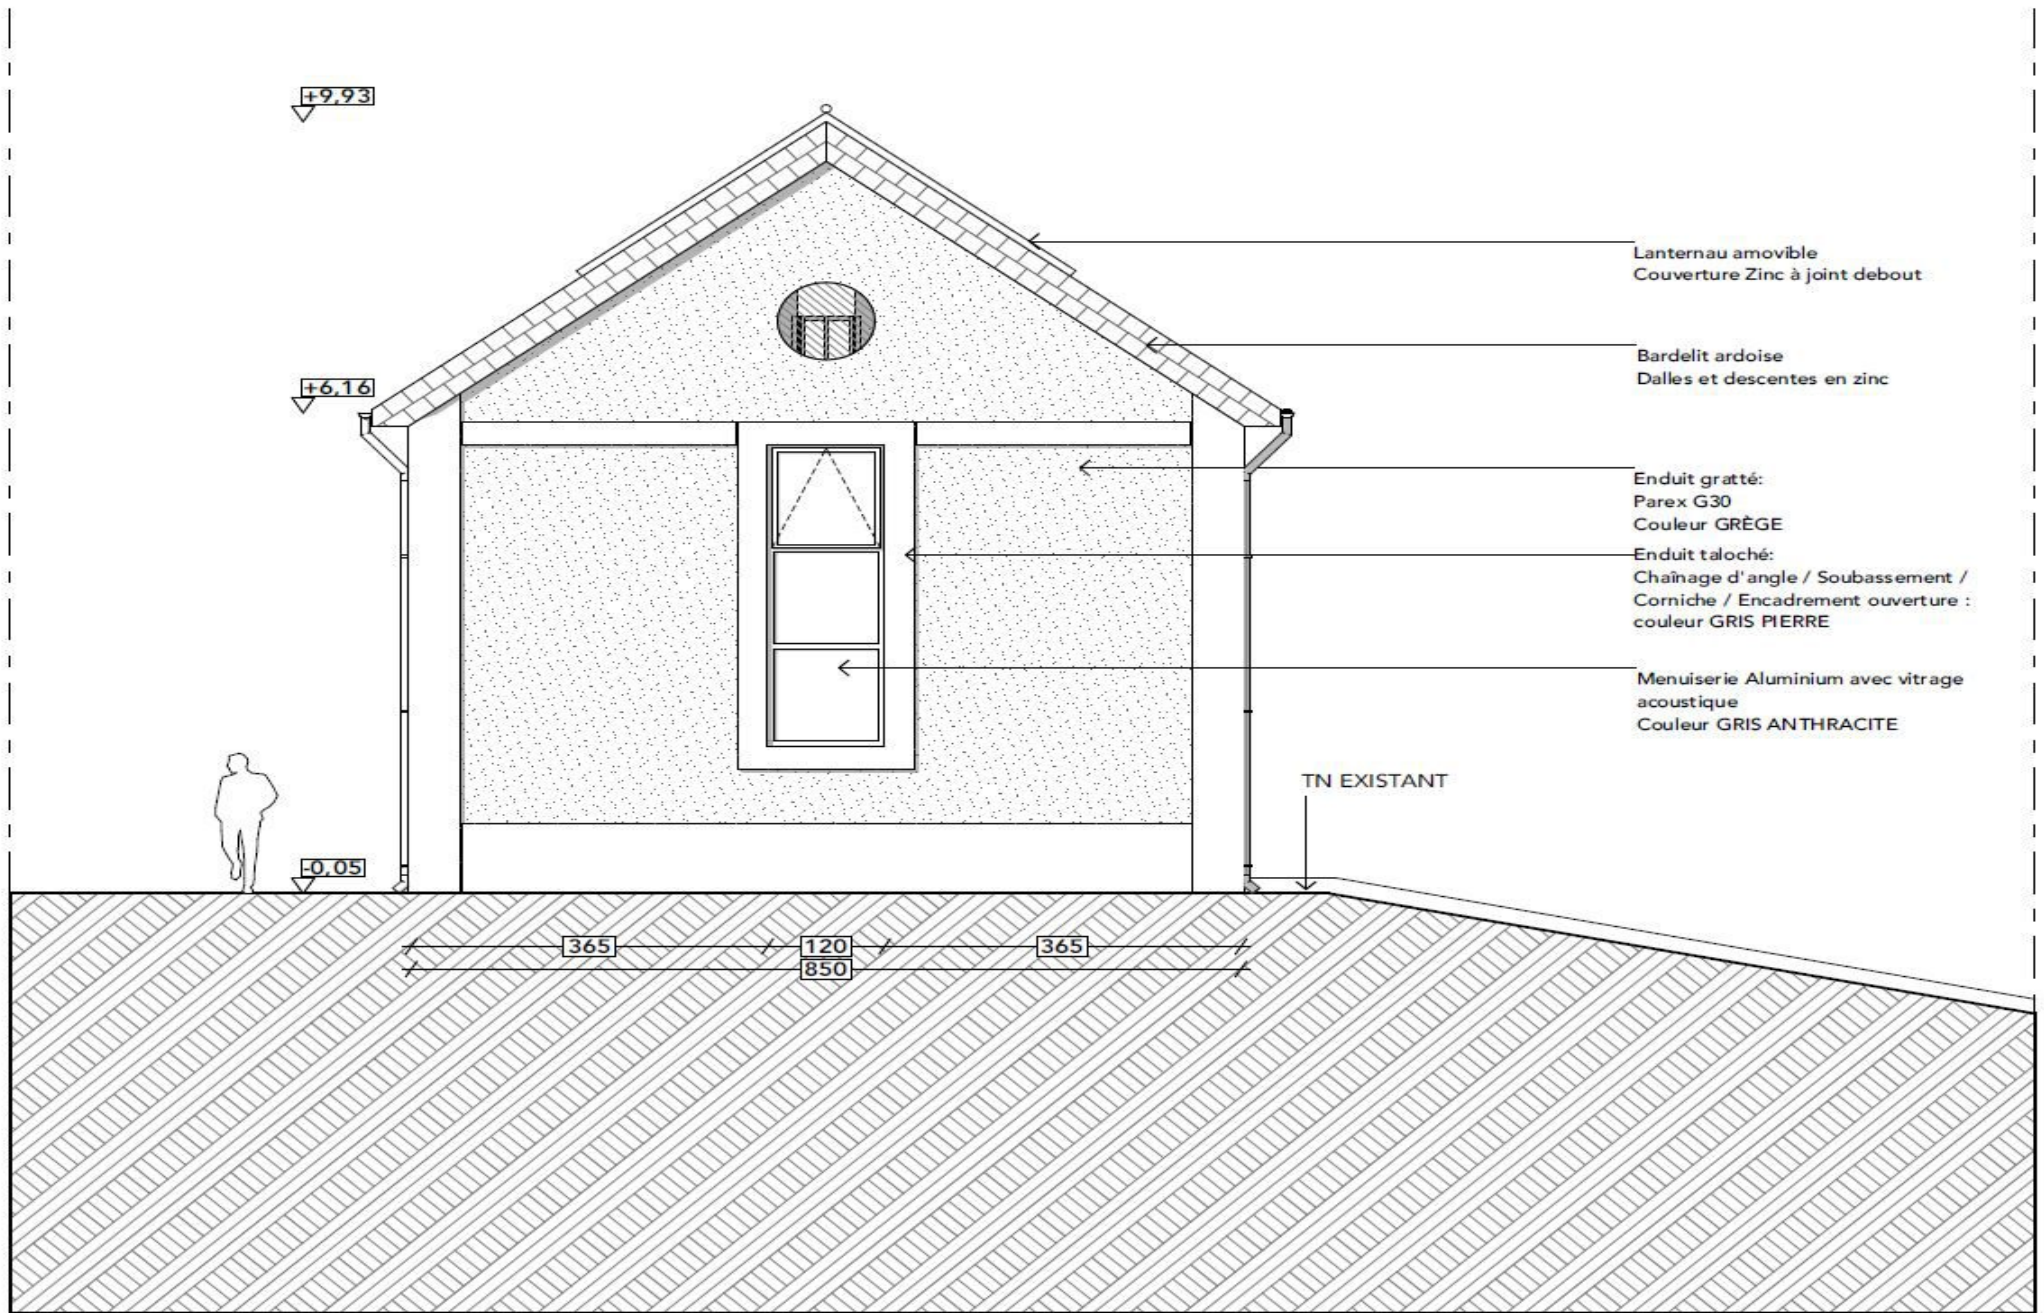 +9,93
Lanternau amovible
Couverture Zinc à joint debout
Bardelit ardoise
Dalles et descentes en zinc
+6,16
Enduit gratté:
Parex G30
Couleur GRÈGE
Enduit taloché:
Chaînage d'angle / Soubassement /
Corniche / Encadrement ouverture :
couleur GRIS PIERRE
Menuiserie Aluminium avec vitrage
acoustique
Couleur GRIS ANTHRACITE
TN EXISTANT
-0,05
365 120 365
850